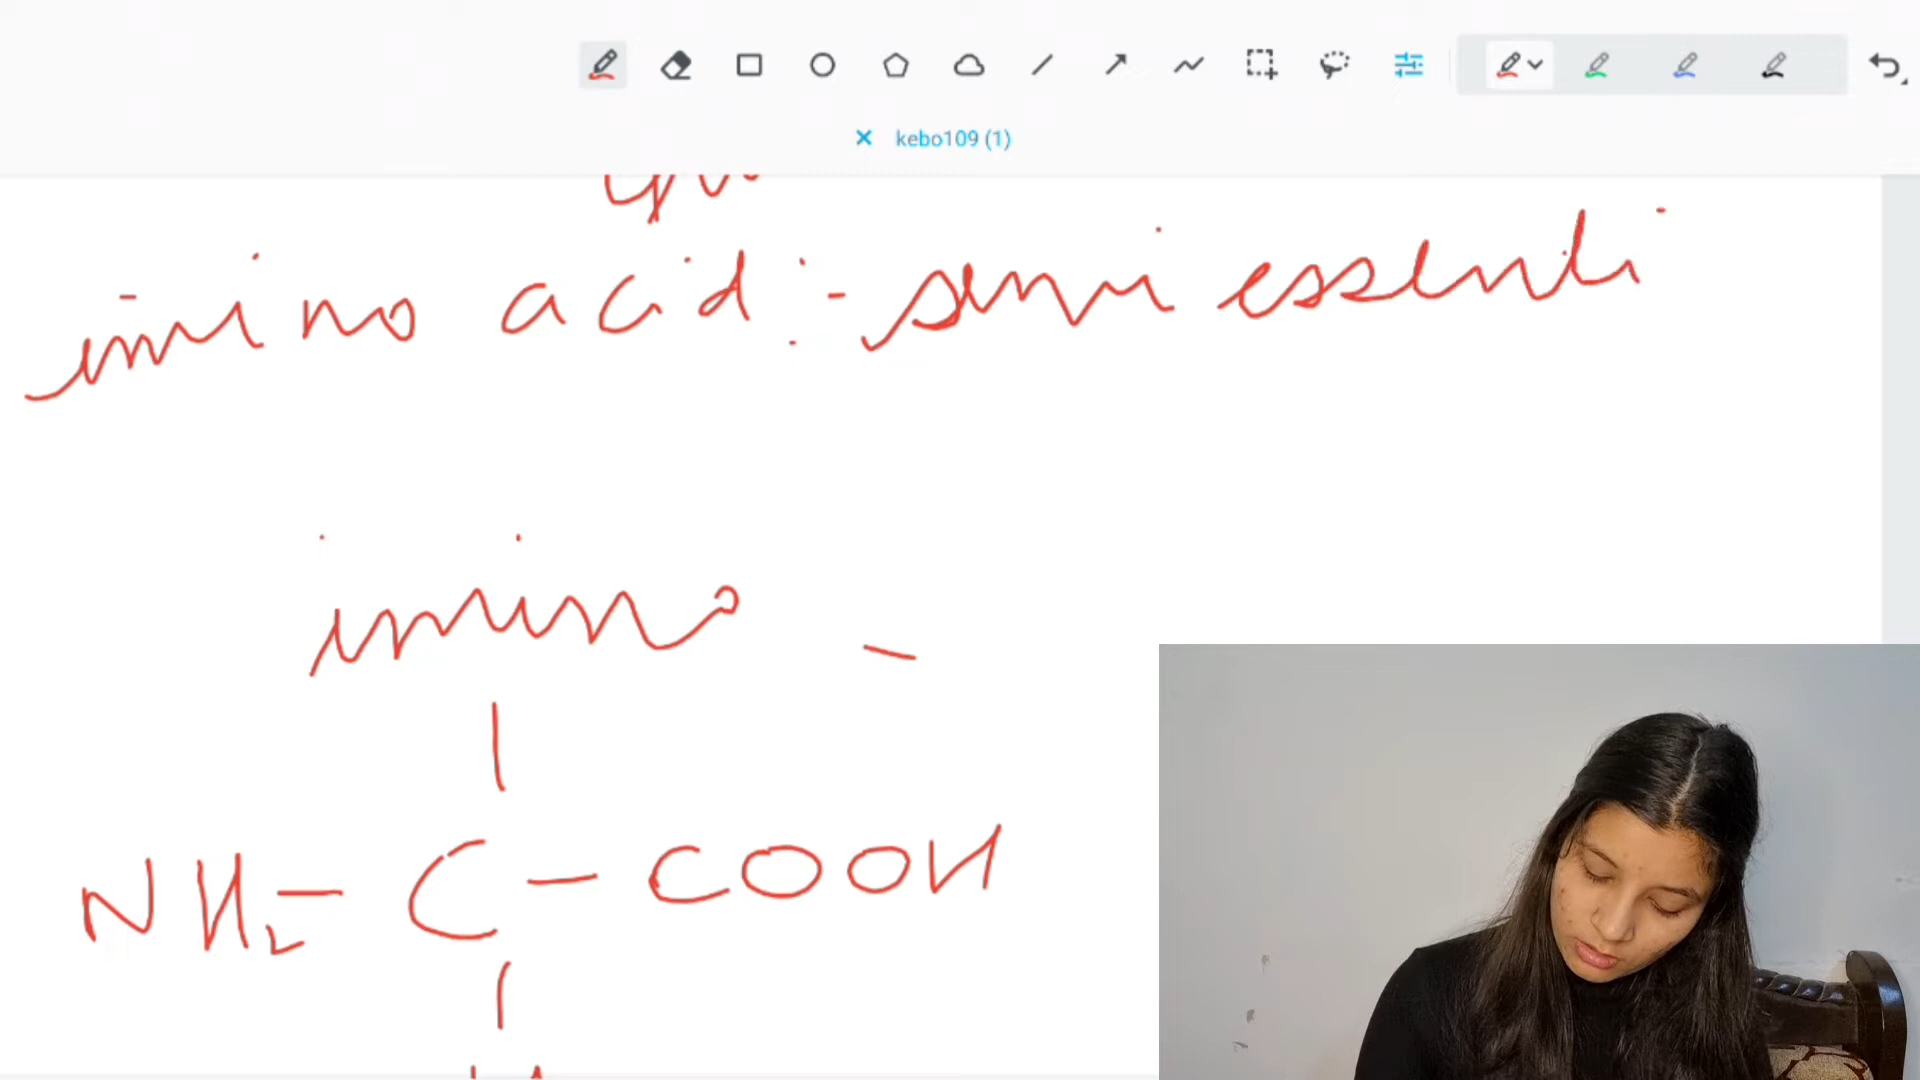 kebo109 (1)
imino acid :- semi essenti
imino -
NH2 - C - COOH